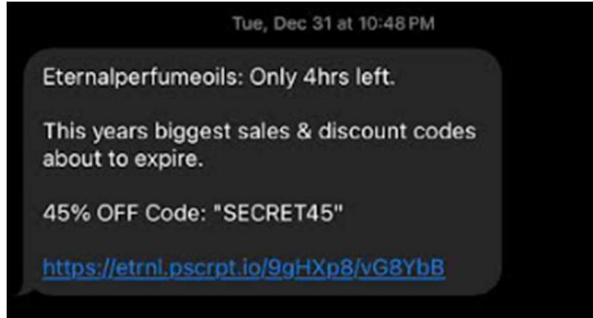 Tue, Dec 31 at 10:48 PM
Eternalperfumeoils: Only 4hrs left.
This years biggest sales & discount codes
about to expire.
45% OFF Code: "SECRET45"
https://etrnl.pscrpt.io/9gHXp8/vG8YbB